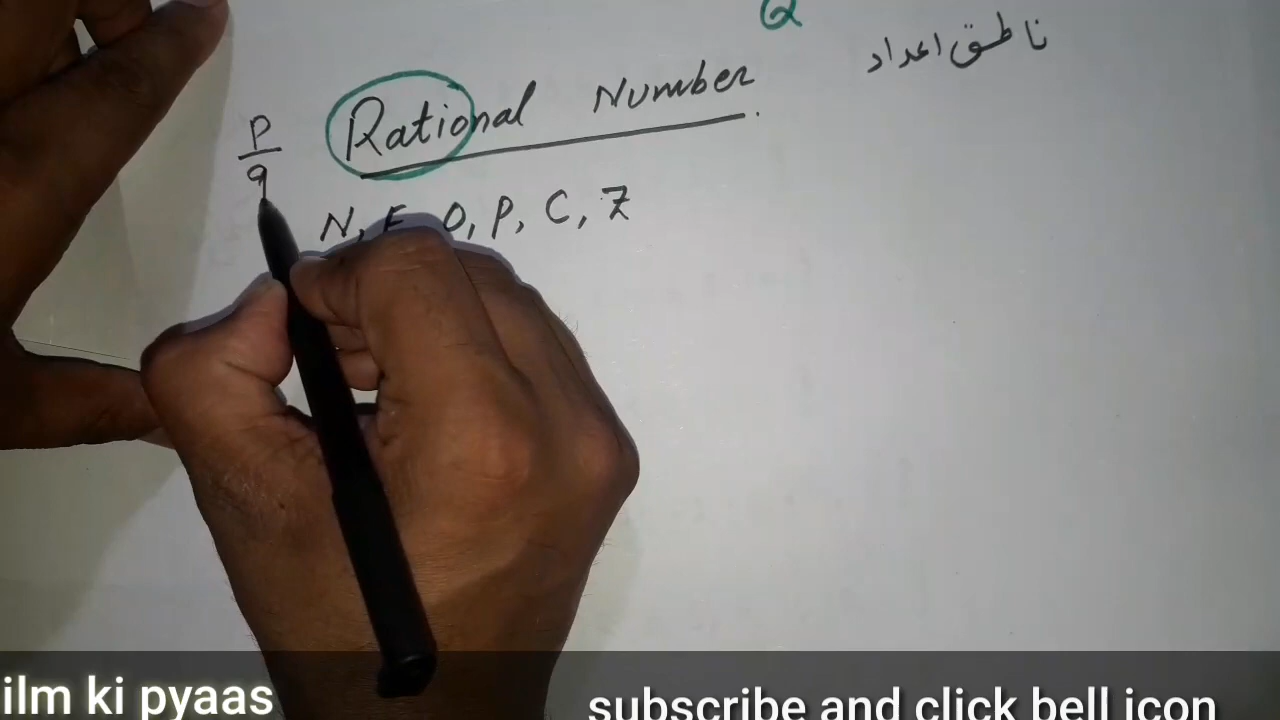 Q
ناطق اعداد
Rational Number.
P
q
N, E, O, P, C, Z
ilm ki pyaas
subscribe and click bell icon